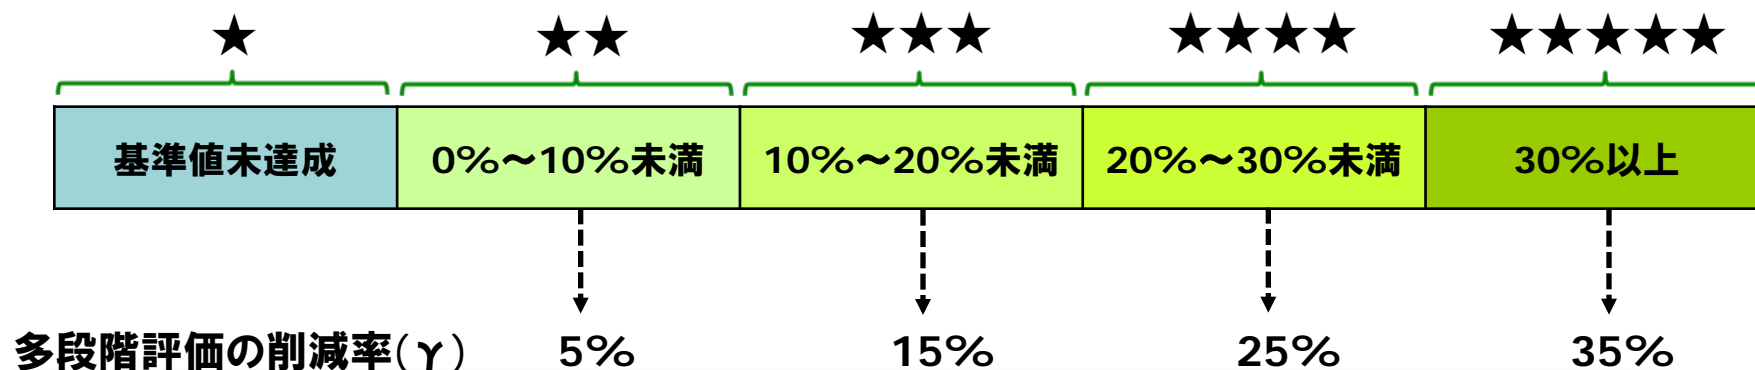 ★ ★★ ★★★ ★★★★ ★★★★★
基準値未達成 0%～10%未満 10%～20%未満 20%～30%未満 30%以上
多段階評価の削減率(γ) 5% 15% 25% 35%